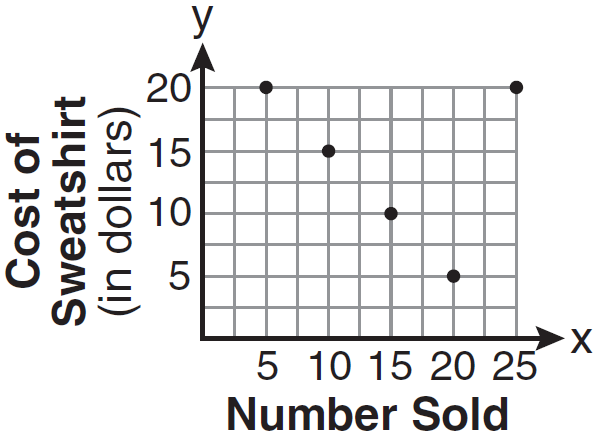 y
20
15
10
5
Cost of
Sweatshirt
(in dollars)
x
5 10 15 20 25
Number Sold